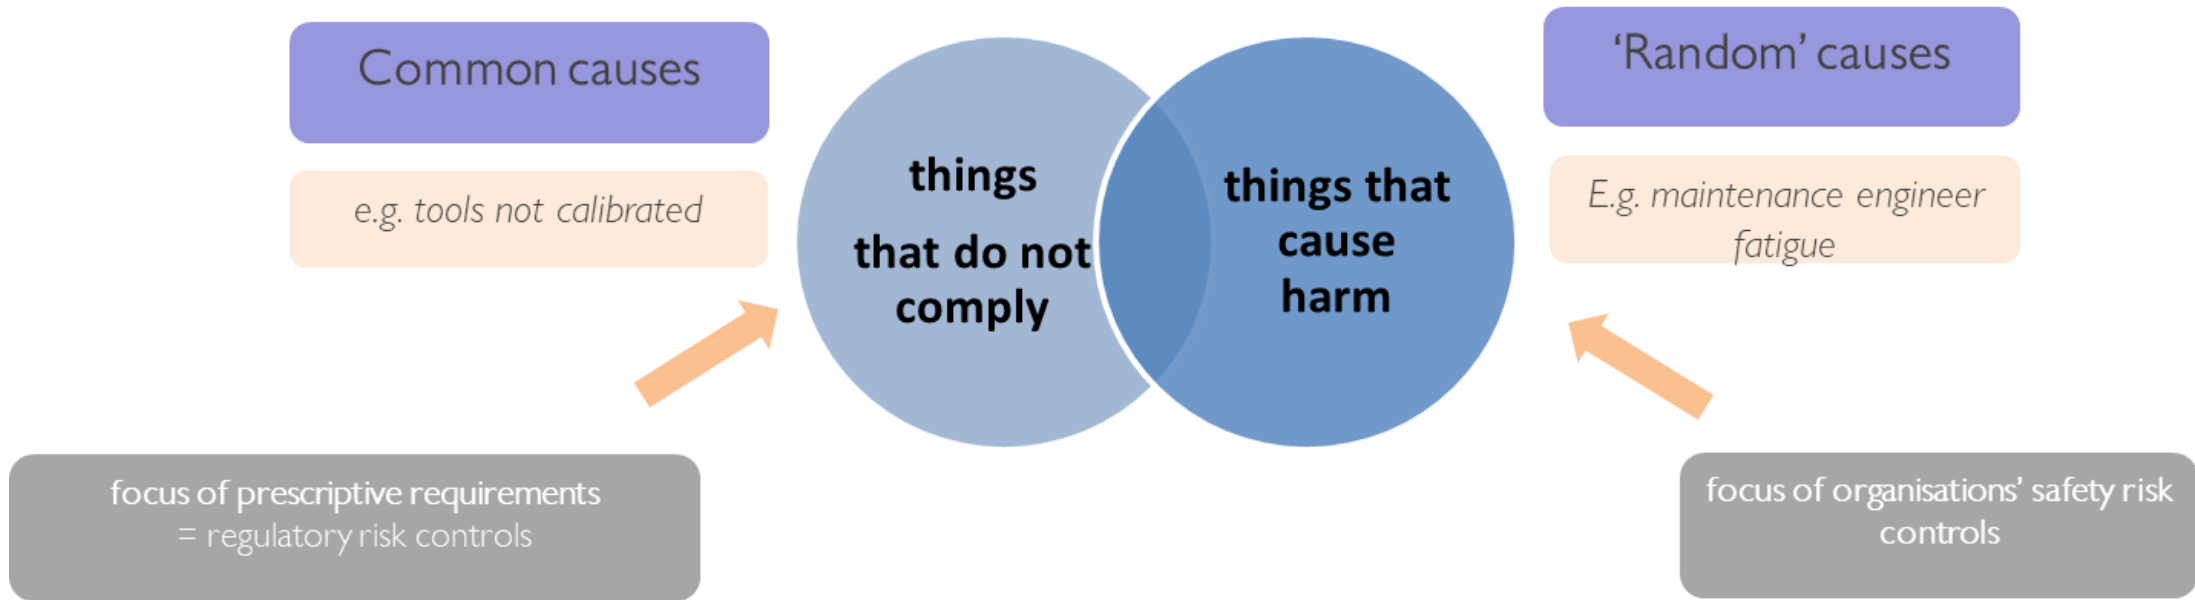 Common causes
e.g. tools not calibrated
focus of prescriptive requirements
= regulatory risk controls
things
that do not
comply
things that
cause
harm
‘Random’ causes
E.g. maintenance engineer
fatigue
focus of organisations’ safety risk
controls